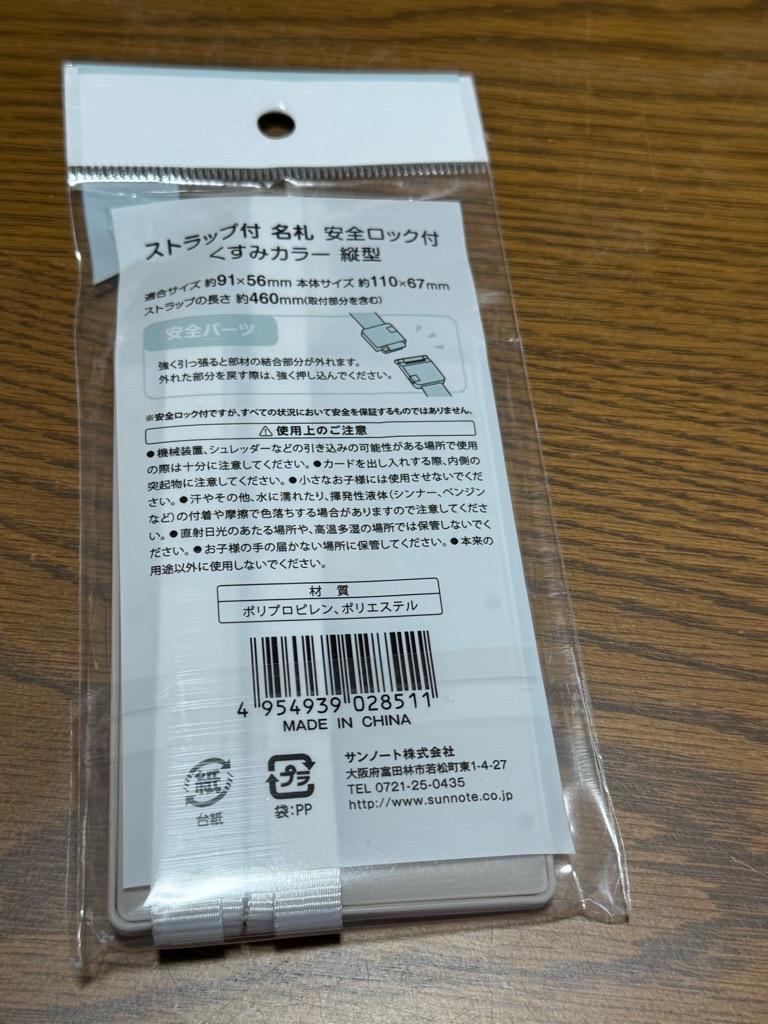 ストラップ付 名札 安全ロック付
くすみカラー 縦型
適合サイズ 約91×56mm 本体サイズ 約110×67mm
ストラップの長さ 約460mm(取付部分を含む)
安全パーツ
強く引っ張ると部材の結合部分が外れます。
外れた部分を戻す際は、強く押し込んでください。
※安全ロック付ですが、すべての状況において安全を保証するものではありません。
⚠使用上のご注意
●機械装置、シュレッダーなどの引き込みの可能性がある場所で使用
の際は十分に注意してください。●カードを出し入れする際、内側の
突起物に注意してください。●小さなお子様には使用させないでくだ
さい。●汗やその他、水に濡れたり、揮発性液体(シンナー、ベンジン
など)の付着や摩擦で色落ちする場合がありますので注意してくださ
い。●直射日光のあたる場所や、高温多湿の場所では保管しないでく
ださい。●お子様の手の届かない場所に保管してください。●本来の
用途以外に使用しないでください。
材 質
ポリプロピレン、ポリエステル
4 954939 028511
MADE IN CHINA
紙
台紙
プラ
袋:PP
サンノート株式会社
大阪府富田林市若松町東1-4-27
TEL 0721-25-0435
http://www.sunnote.co.jp